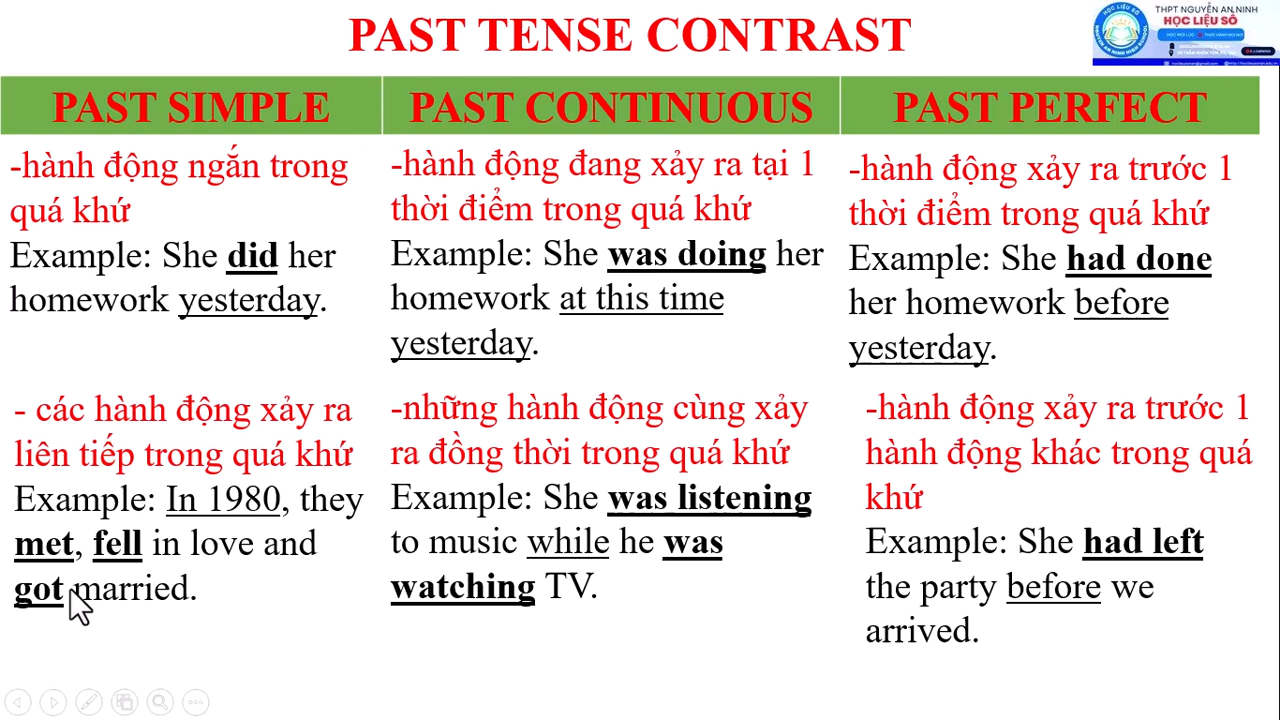 PAST TENSE CONTRAST
THPT NGUYỄN AN NINH
HỌC LIỆU SỐ
PAST SIMPLE
PAST CONTINUOUS
PAST PERFECT
-hành động ngắn trong
quá khứ
Example: She did her
homework yesterday.
-hành động đang xảy ra tại 1
thời điểm trong quá khứ
Example: She was doing her
homework at this time
yesterday.
-hành động xảy ra trước 1
thời điểm trong quá khứ
Example: She had done
her homework before
yesterday.
- các hành động xảy ra
liên tiếp trong quá khứ
Example: In 1980, they
met, fell in love and
got married.
-những hành động cùng xảy
ra đồng thời trong quá khứ
Example: She was listening
to music while he was
watching TV.
-hành động xảy ra trước 1
hành động khác trong quá
khứ
Example: She had left
the party before we
arrived.